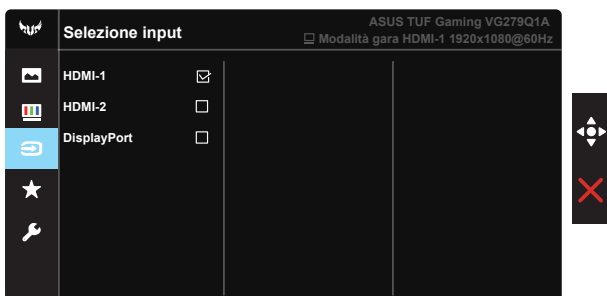 Selezione input
ASUS TUF Gaming VG279Q1A
Modalità gara HDMI-1 1920x1080@60Hz
HDMI-1
HDMI-2
DisplayPort